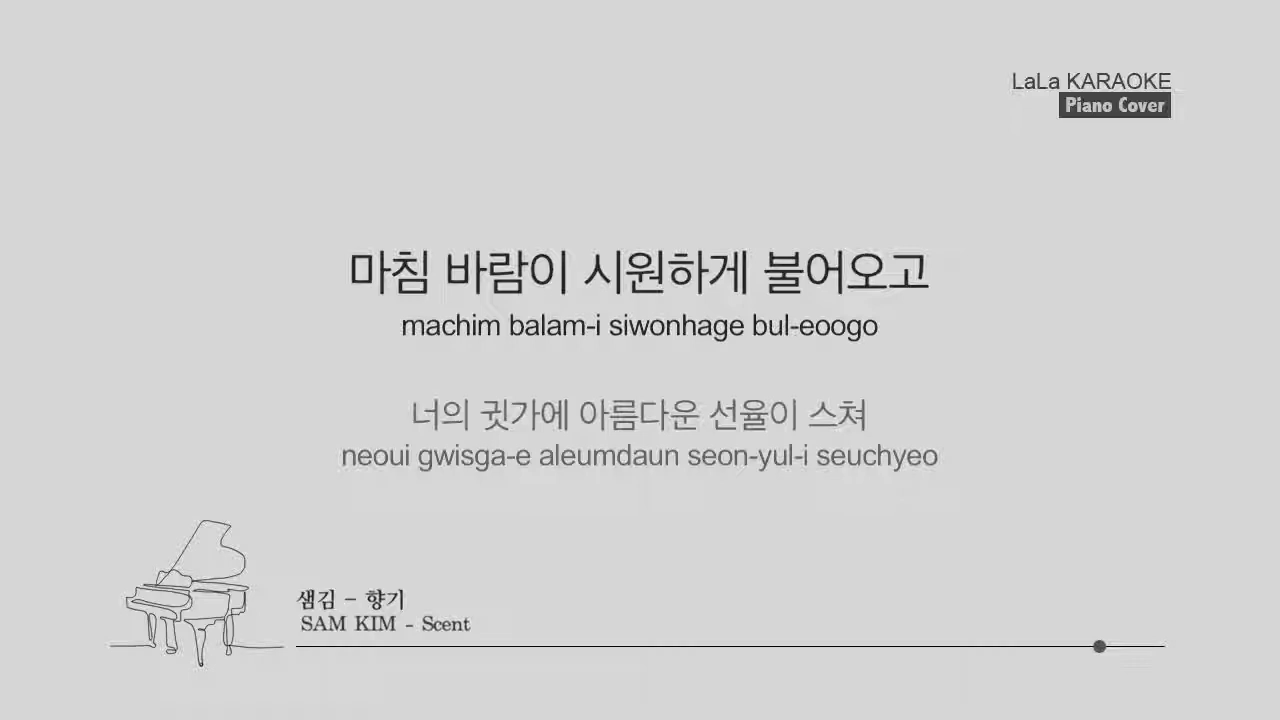 LaLa KARAOKE
Piano Cover
마침 바람이 시원하게 불어오고
machim balam-i siwonhage bul-eoogo
너의 귓가에 아름다운 선율이 스쳐
neoui gwisga-e aleumdaun seon-yul-i seuchyeo
샘김 – 향기
SAM KIM - Scent